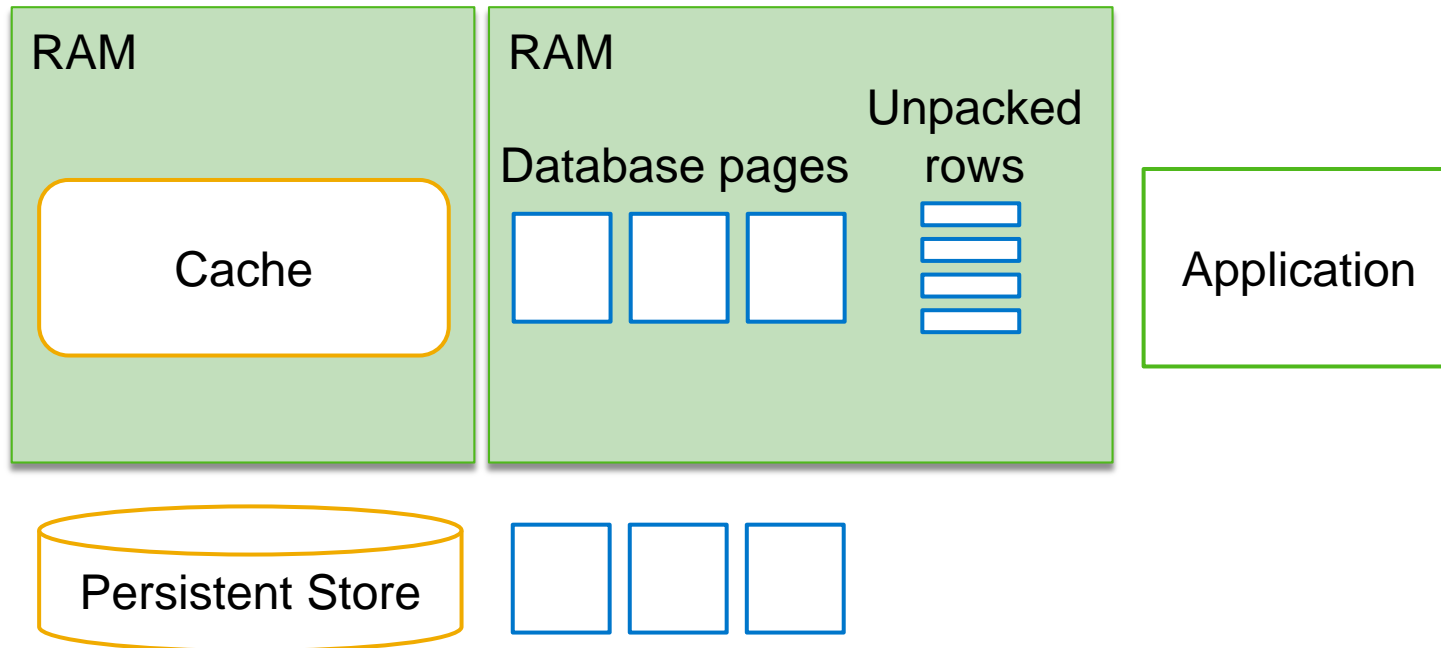 RAM
RAM
Unpacked
rows
Database pages
Cache
Application
Persistent Store